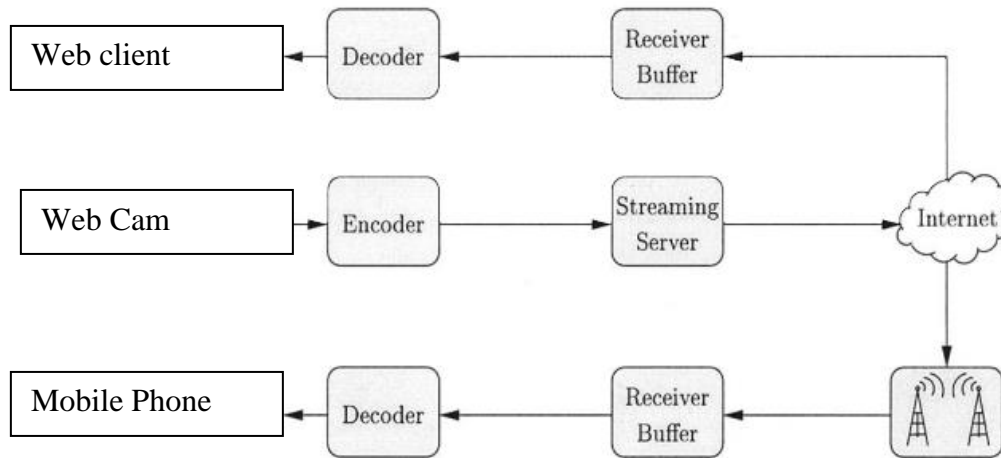 Web client
Decoder
Receiver
Buffer
Web Cam
Encoder
Streaming
Server
Internet
Mobile Phone
Decoder
Receiver
Buffer